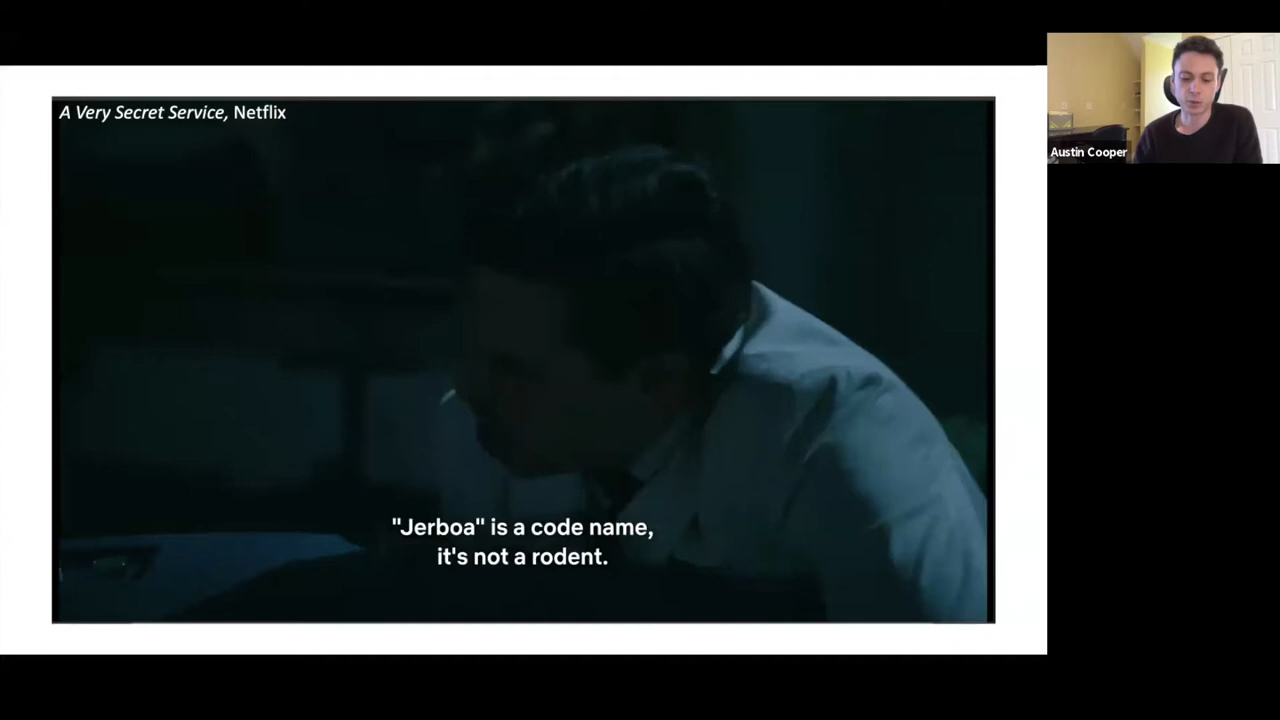 A Very Secret Service, Netflix
Austin Cooper
"Jerboa" is a code name,
it's not a rodent.